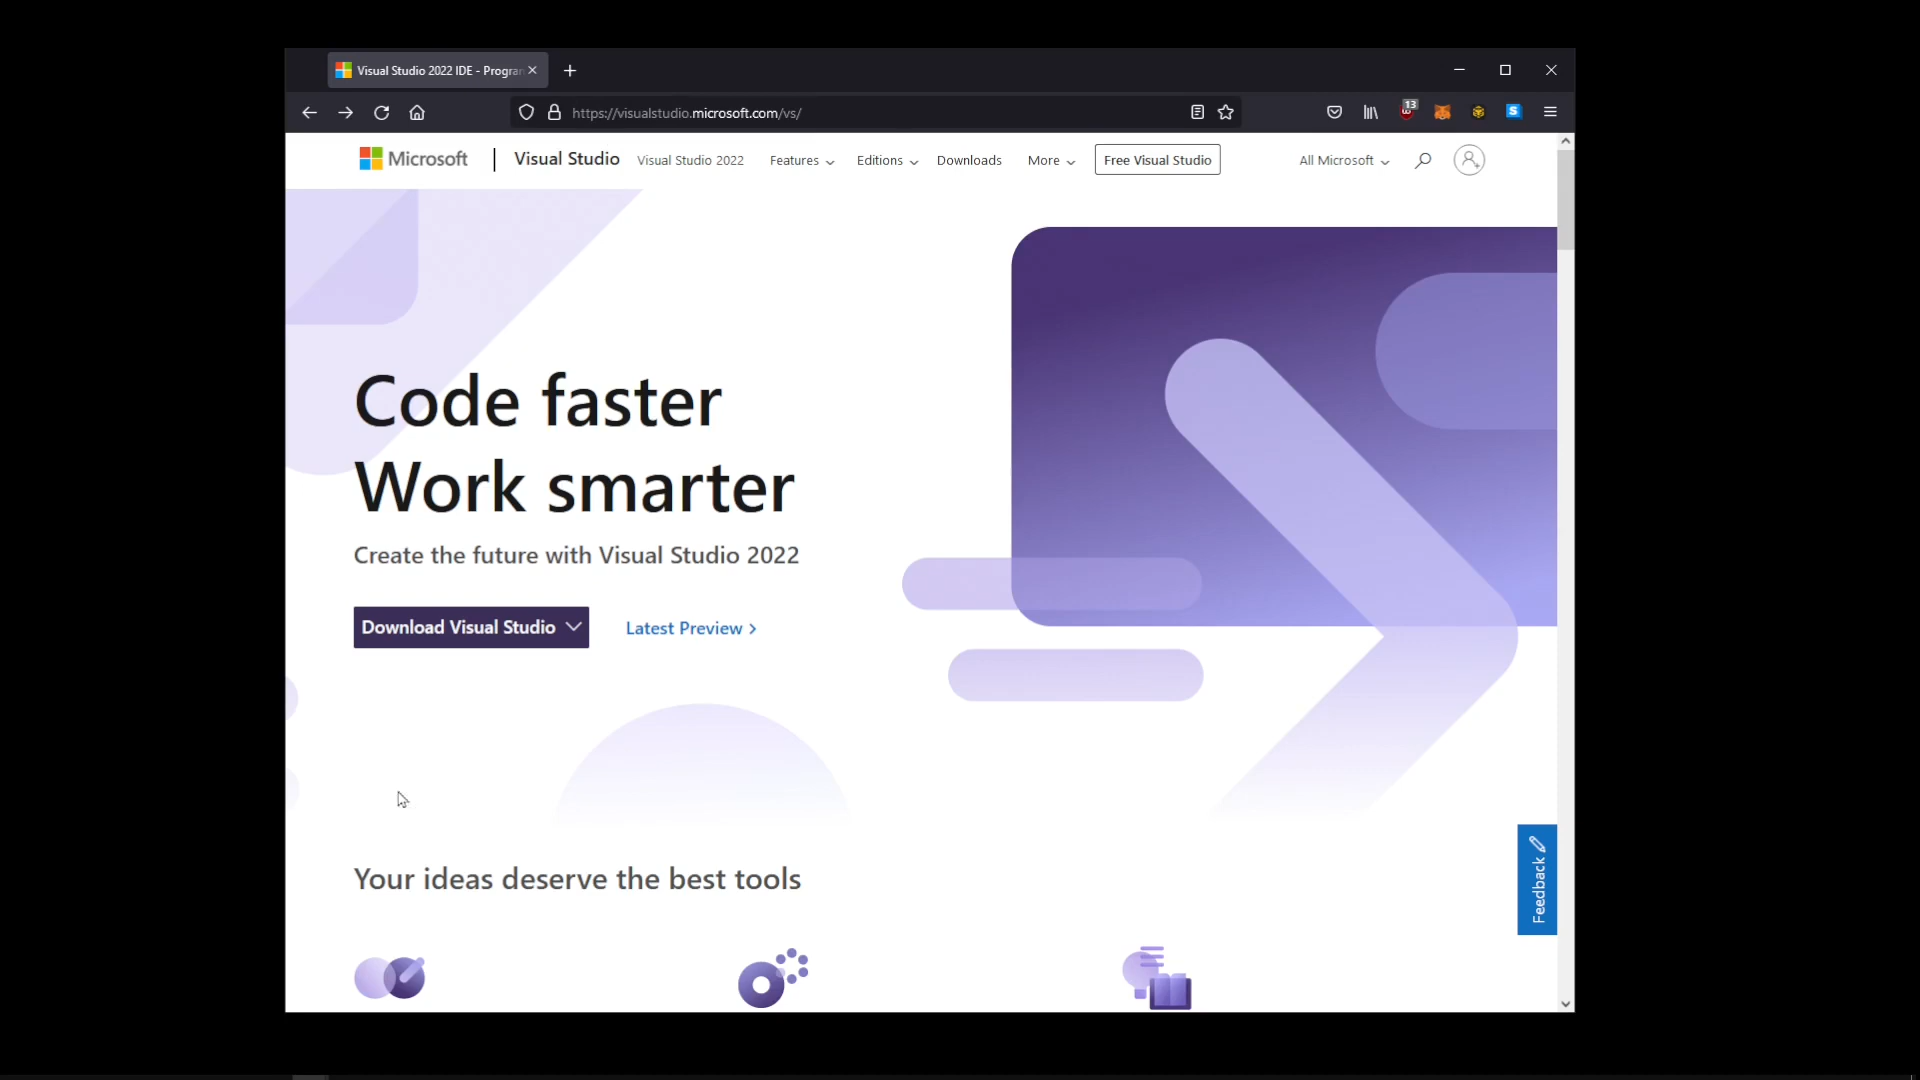 Visual Studio 2022 IDE - Progra
https://visualstudio.microsoft.com/vs/
13
S
Microsoft
Visual Studio
Visual Studio 2022
Features
Editions
Downloads
More
Free Visual Studio
All Microsoft
Code faster
Work smarter
Create the future with Visual Studio 2022
Download Visual Studio
Latest Preview
Your ideas deserve the best tools
Feedback